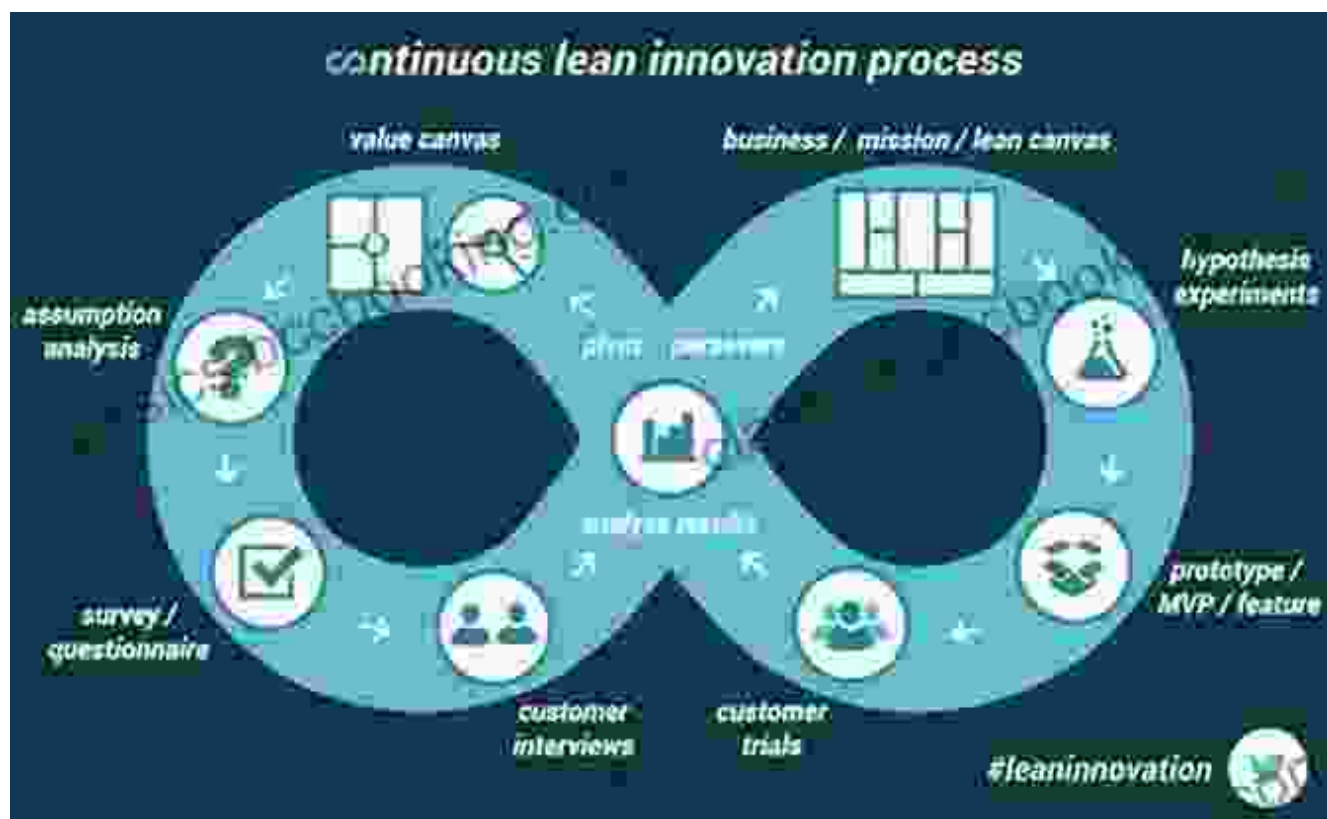 continuous lean innovation process
value canvas
business / mission / lean canvas
hypothesis
experiments
assumption
analysis
pivot persevere
analyse results
prototype /
MVP / feature
survey /
questionnaire
customer
interviews
customer
trials
#leaninnovation